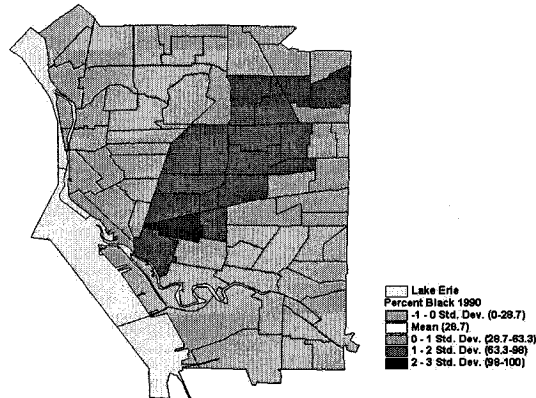 Lake Erie
Percent Black 1990
-1 - 0 Std. Dev. (0-28.7)
Mean (28.7)
0 - 1 Std. Dev. (28.7-63.3)
1 - 2 Std. Dev. (63.3-98)
2 - 3 Std. Dev. (98-100)